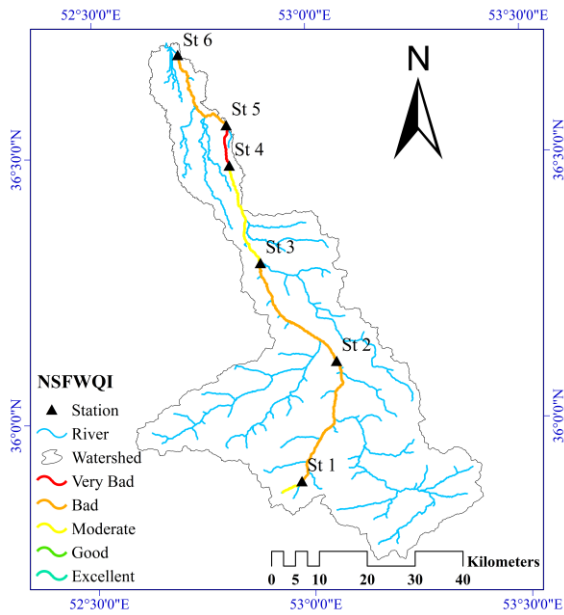 52°30'0"E 53°0'0"E 53°30'0"E
St 6
N
St 5
St 4
36°30'0"N 36°30'0"N
St 3
St 2
NSFWQI
Station
River
Watershed
Very Bad
Bad
Moderate
Good
Excellent
36°0'0"N 36°0'0"N
St 1
Kilometers
0 5 10 20 30 40
52°30'0"E 53°0'0"E 53°30'0"E